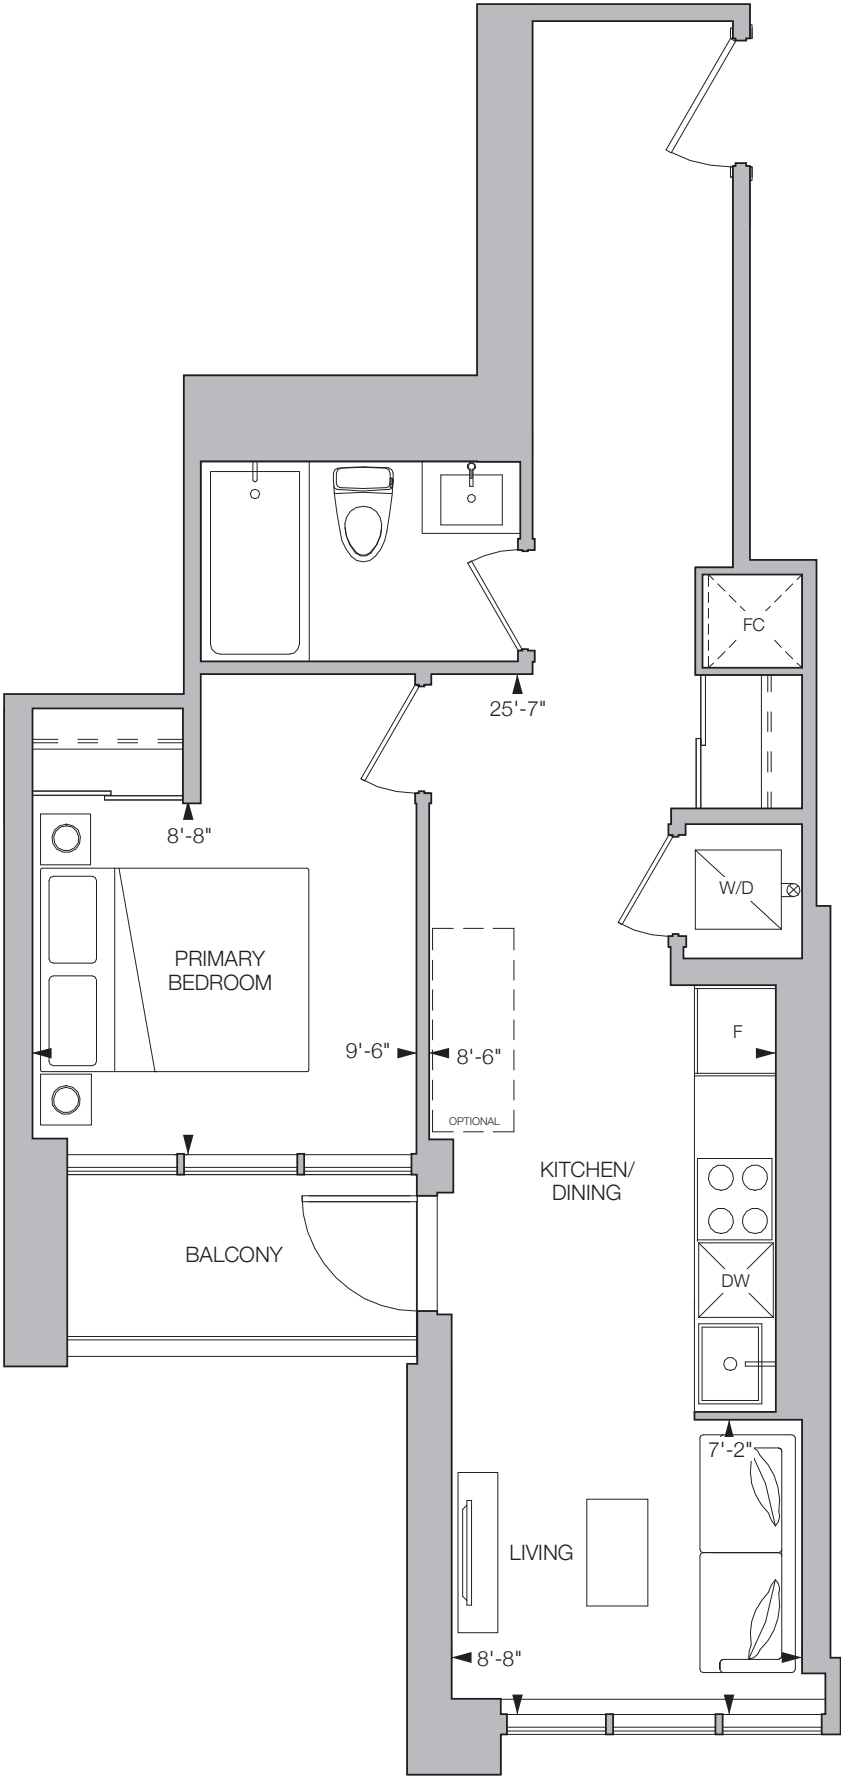 FC
25'-7"
8'-8"
W/D
PRIMARY
BEDROOM
F
9'-6"
8'-6"
OPTIONAL
KITCHEN/
DINING
BALCONY
DW
7'-2"
LIVING
8'-8"